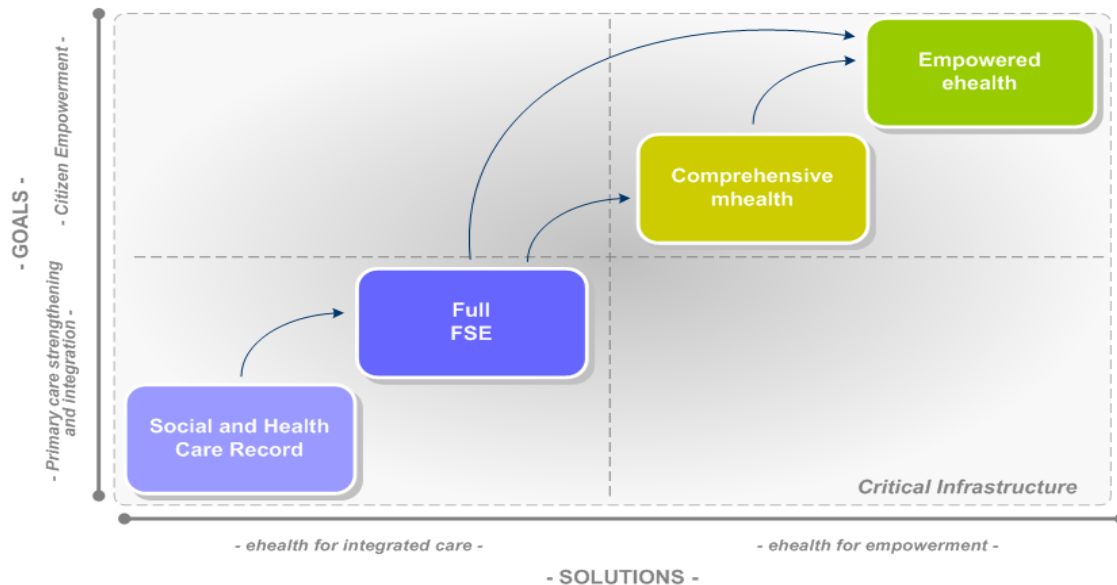 - GOALS -
- Citizen Empowerment -
- Primary care strengthening
and integration -
Empowered
ehealth
Comprehensive
mhealth
Full
FSE
Social and Health
Care Record
Critical Infrastructure
- ehealth for integrated care -
- ehealth for empowerment -
- SOLUTIONS -